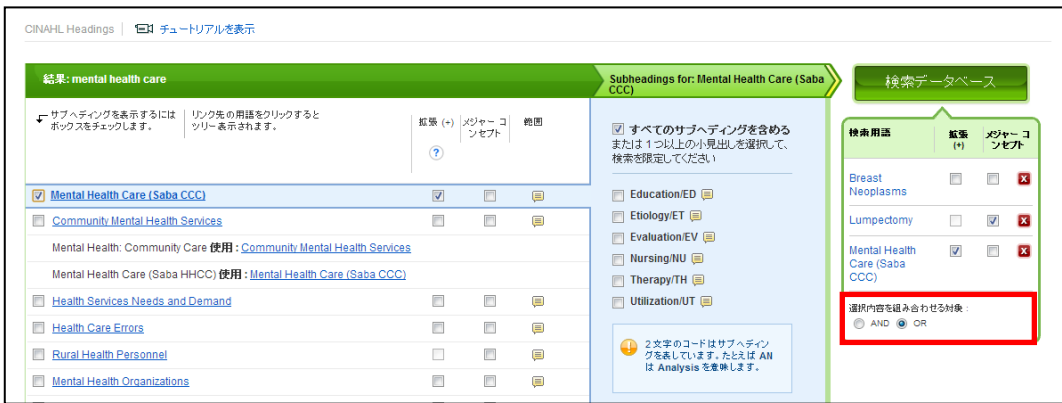 CINAHL Headings チュートリアルを表示
結果: mental health care
Subheadings for: Mental Health Care (Saba
CCC)
検索データベース
サブヘディングを表示するには
ボックスをチェックします。
リンク先の用語をクリックすると
ツリー表示されます。
拡張 (+)
?
メジャー コ
ンセプト
範囲
Mental Health Care (Saba CCC)
Community Mental Health Services
Mental Health: Community Care 使用 : Community Mental Health Services
Mental Health Care (Saba HHCC) 使用 : Mental Health Care (Saba CCC)
Health Services Needs and Demand
Health Care Errors
Rural Health Personnel
Mental Health Organizations
すべてのサブヘディングを含める
または 1 つ以上の小見出しを選択して、
検索を限定してください
Education/ED
Etiology/ET
Evaluation/EV
Nursing/NU
Therapy/TH
Utilization/UT
2文字のコードはサブヘディン
グを表しています。たとえば AN
は Analysis を意味します。
検索用語
拡張
(+)
メジャー コ
ンセプト
Breast
Neoplasms
Lumpectomy
Mental Health
Care (Saba
CCC)
選択内容を組み合わせる対象 :
AND OR